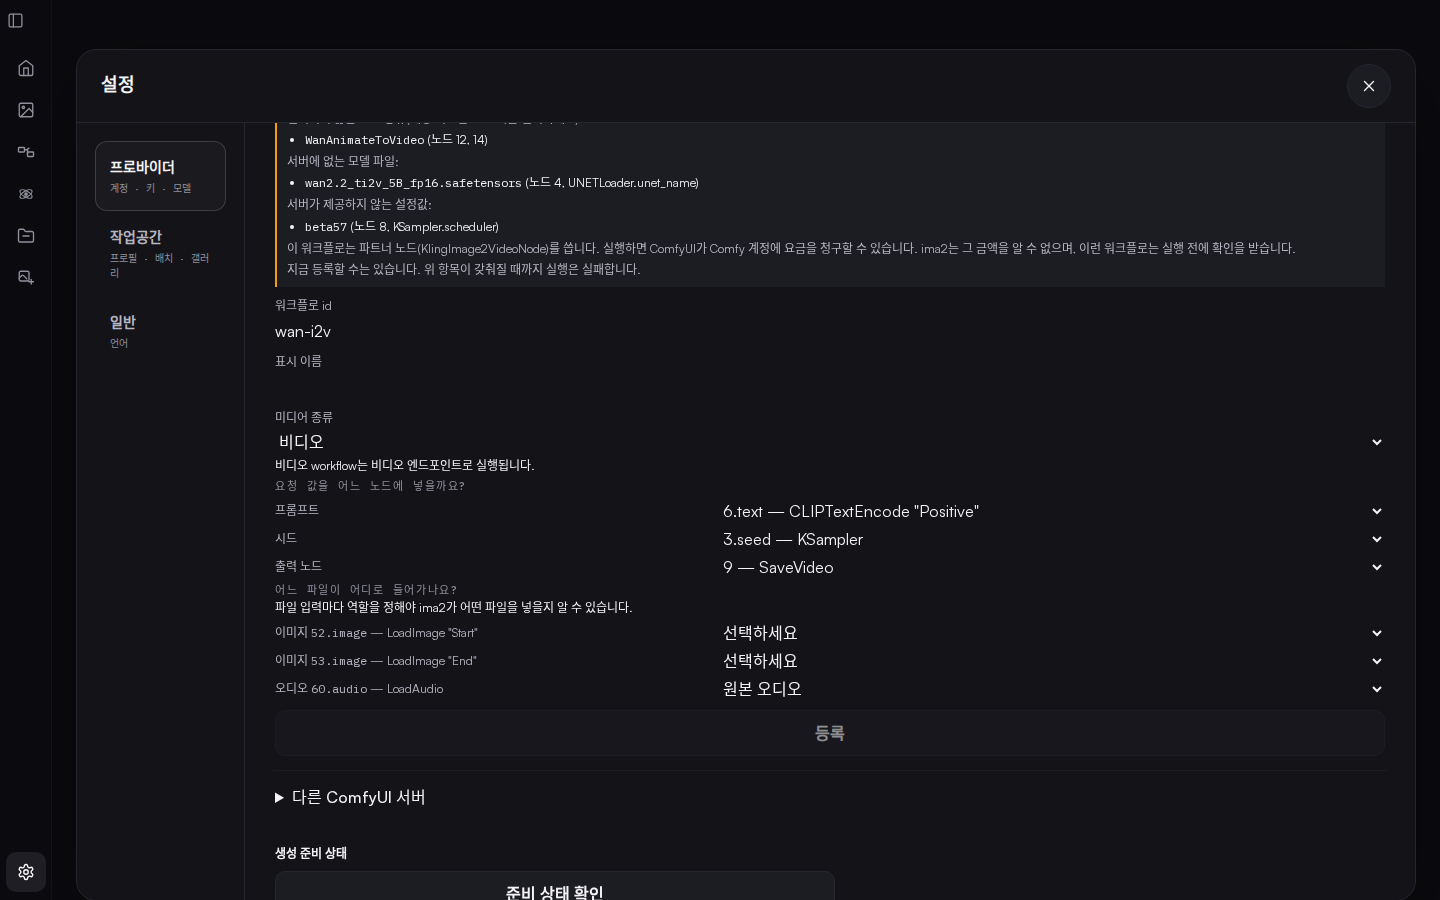 설정
프로바이더
계정 · 키 · 모델
작업공간
프로필 · 배치 · 갤러
리
일반
언어
WanAnimateToVideo (노드 12, 14)
서버에 없는 모델 파일:
wan2.2_ti2v_5B_fp16.safetensors (노드 4, UNETLoader.unet_name)
서버가 제공하지 않는 설정값:
beta57 (노드 8, KSampler.scheduler)
이 워크플로는 파트너 노드(KlingImage2VideoNode)를 씁니다. 실행하면 ComfyUI가 Comfy 계정에 요금을 청구할 수 있습니다. ima2는 그 금액을 알 수 없으며, 이런 워크플로는 실행 전에 확인을 받습니다.
지금 등록할 수는 있습니다. 위 항목이 갖춰질 때까지 실행은 실패합니다.
워크플로 id
wan-i2v
표시 이름
미디어 종류
비디오
비디오 workflow는 비디오 엔드포인트로 실행됩니다.
요청 값을 어느 노드에 넣을까요?
프롬프트 6.text — CLIPTextEncode "Positive"
시드 3.seed — KSampler
출력 노드 9 — SaveVideo
어느 파일이 어디로 들어가나요?
파일 입력마다 역할을 정해야 ima2가 어떤 파일을 넣을지 알 수 있습니다.
이미지 52.image — LoadImage "Start" 선택하세요
이미지 53.image — LoadImage "End" 선택하세요
오디오 60.audio — LoadAudio 원본 오디오
등록
▶ 다른 ComfyUI 서버
생성 준비 상태
준비 상태 확인